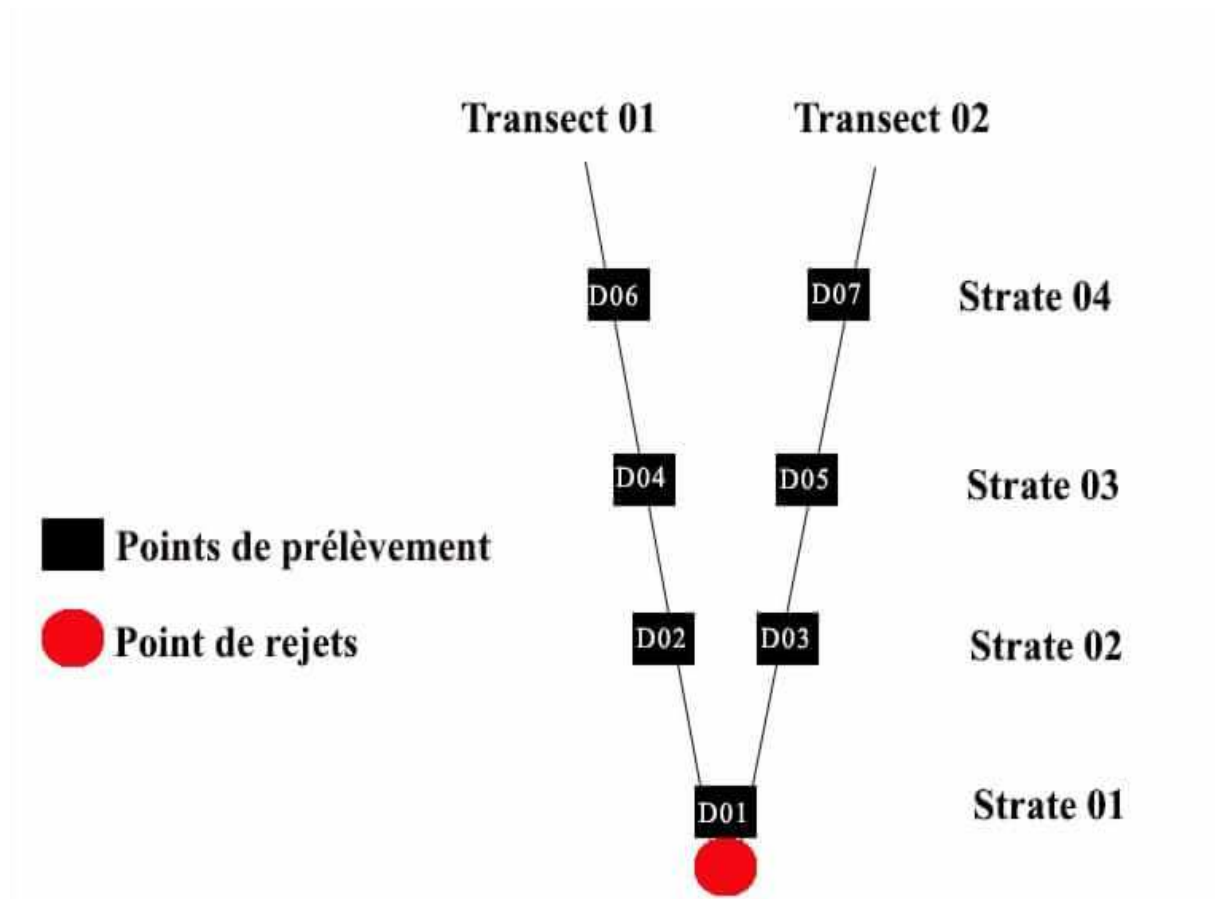 Transect 01 Transect 02
D06 D07 Strate 04
D04 D05 Strate 03
Points de prélèvement
D02 D03 Strate 02
Point de rejets
D01 Strate 01